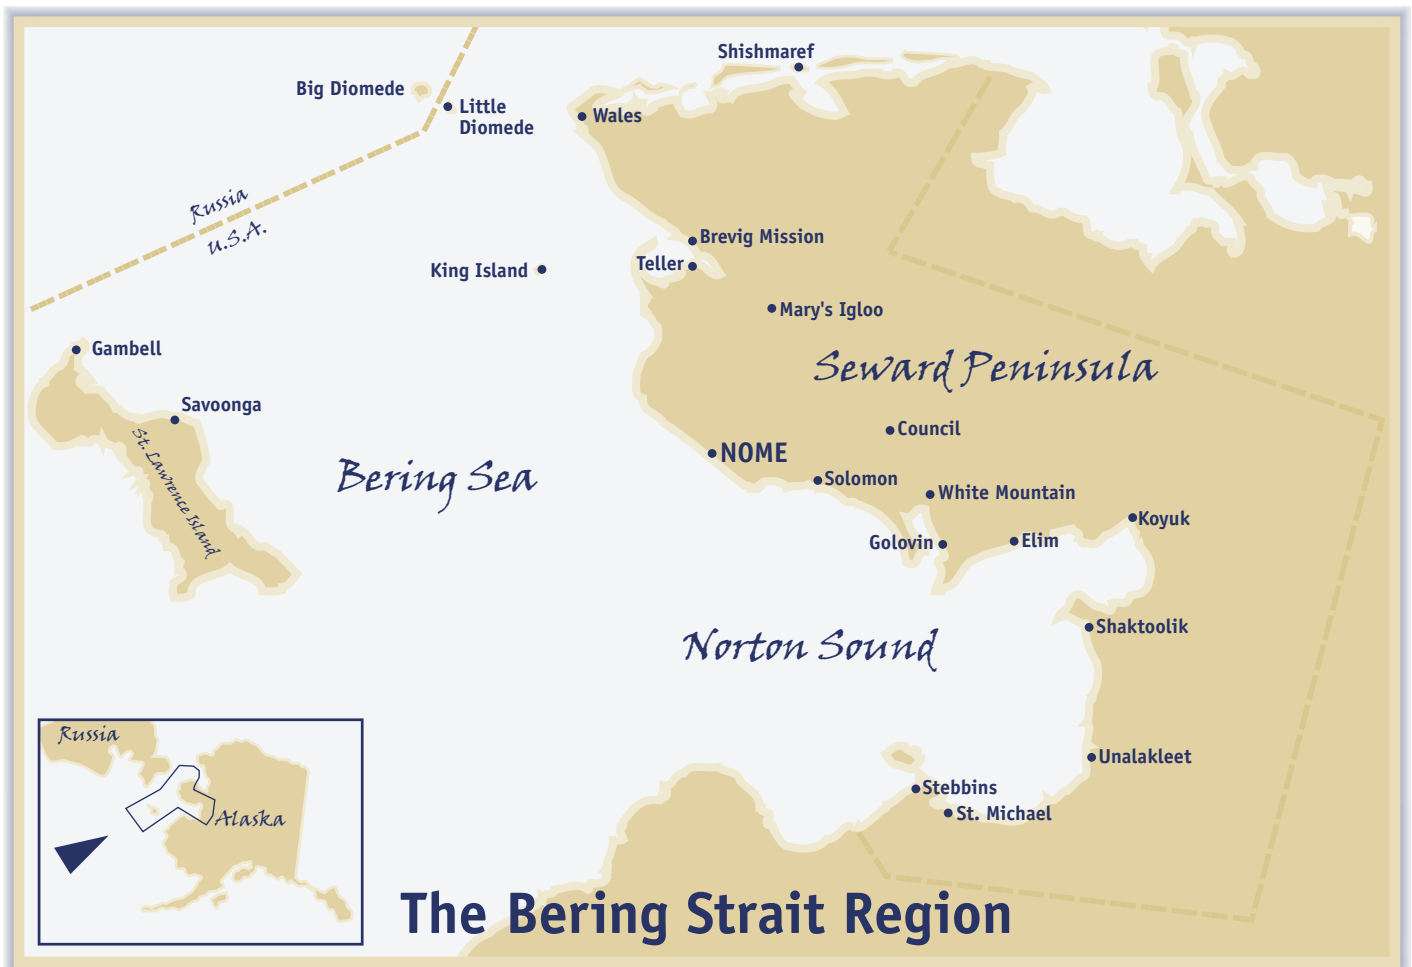 Shishmaref
Big Diomede
Little
Diomede
Wales
Russia
U.S.A.
Brevig Mission
Teller
King Island
Mary's Igloo
Gambell
Seward Peninsula
Savoonga
Council
St. Lawrence Island
NOME
Bering Sea
Solomon
White Mountain
Koyuk
Golovin
Elim
Shaktoolik
Norton Sound
Russia
Unalakleet
Stebbins
St. Michael
Alaska
The Bering Strait Region